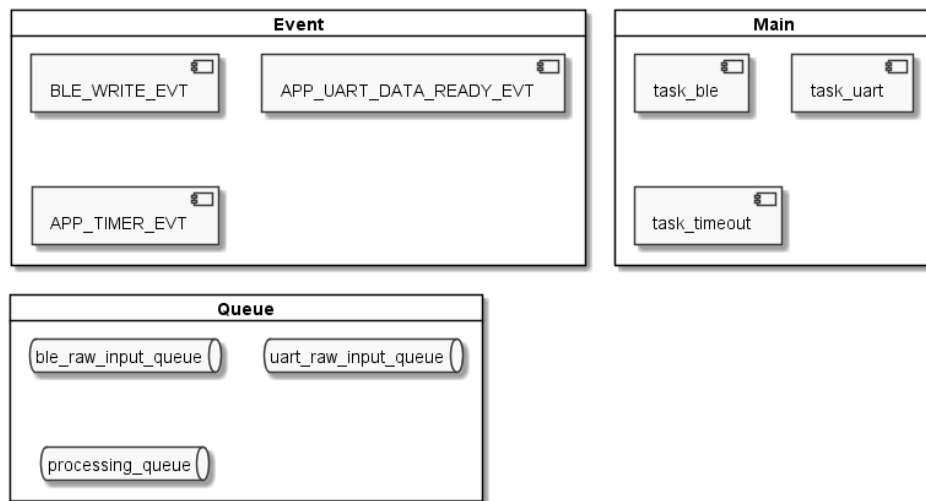 Event
BLE_WRITE_EVT
APP_UART_DATA_READY_EVT
APP_TIMER_EVT
Main
task_ble
task_uart
task_timeout
Queue
ble_raw_input_queue
uart_raw_input_queue
processing_queue